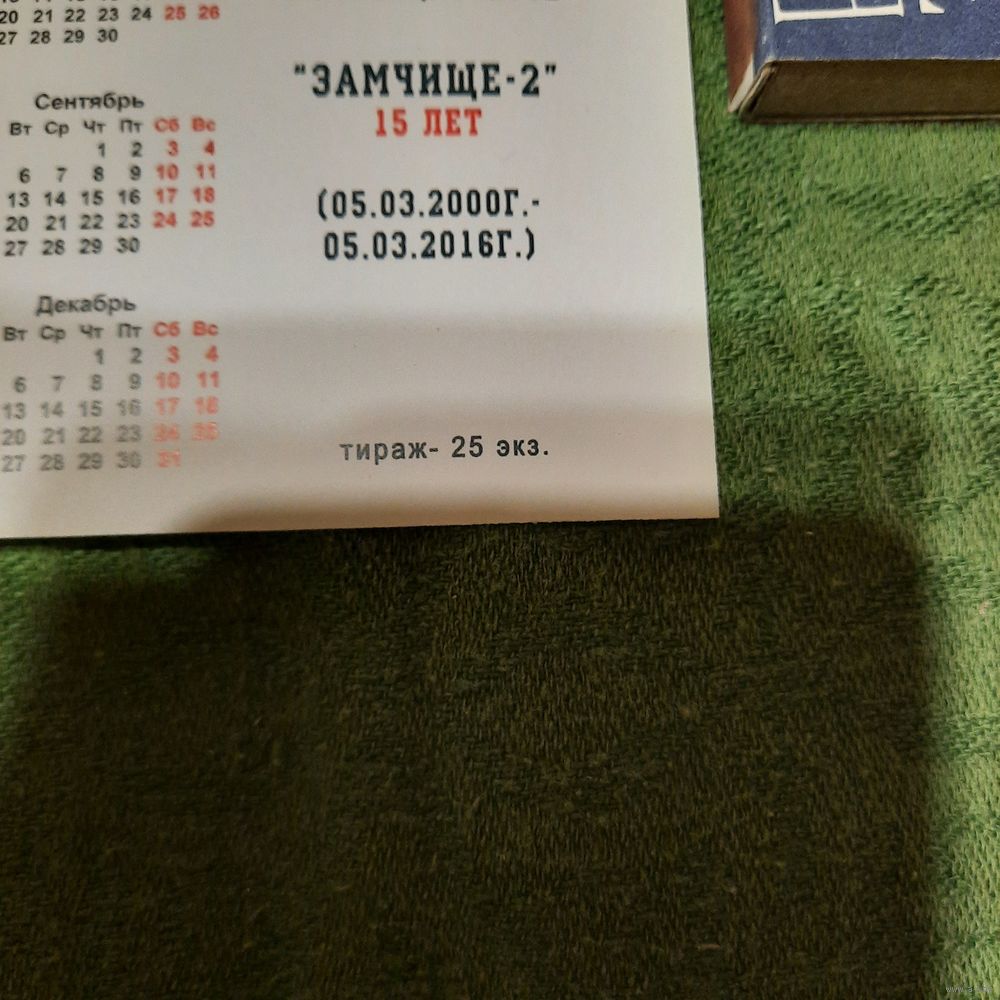 20 21 22 23 24 25 26
27 28 29 30
"ЗАМЧИЩЕ-2"
15 ЛЕТ
(05.03.2000Г.-
05.03.2016Г.)
тираж- 25 экз.
Сентябрь
Вт Ср Чт Пт Сб Вс
1 2 3 4
6 7 8 9 10 11
13 14 15 16 17 18
20 21 22 23 24 25
27 28 29 30
Декабрь
Вт Ср Чт Пт Сб Вс
1 2 3 4
6 7 8 9 10 11
13 14 15 16 17 18
20 21 22 23 24 25
27 28 29 30 31